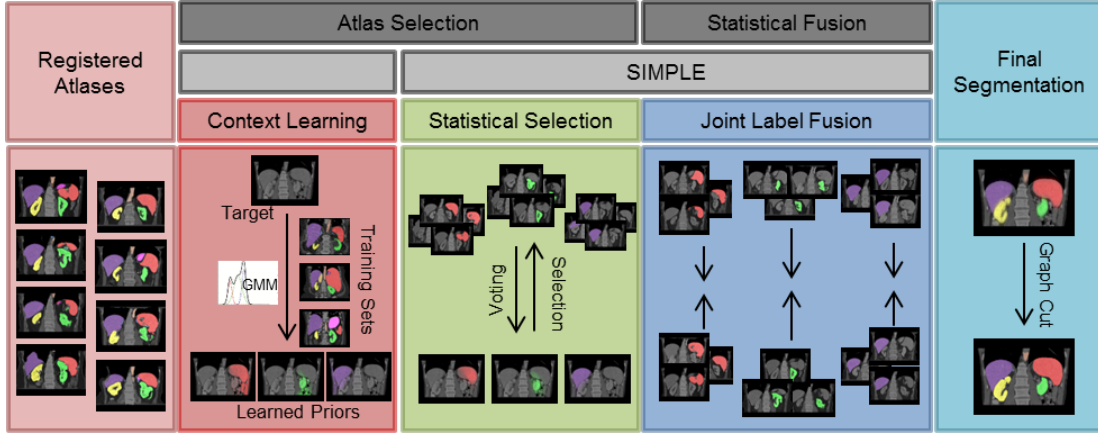 Registered
Atlases
Atlas Selection
Statistical Fusion
SIMPLE
Final
Segmentation
Context Learning
Statistical Selection
Joint Label Fusion
Target
GMM
Training Sets
Learned Priors
Voting
Selection
Graph Cut